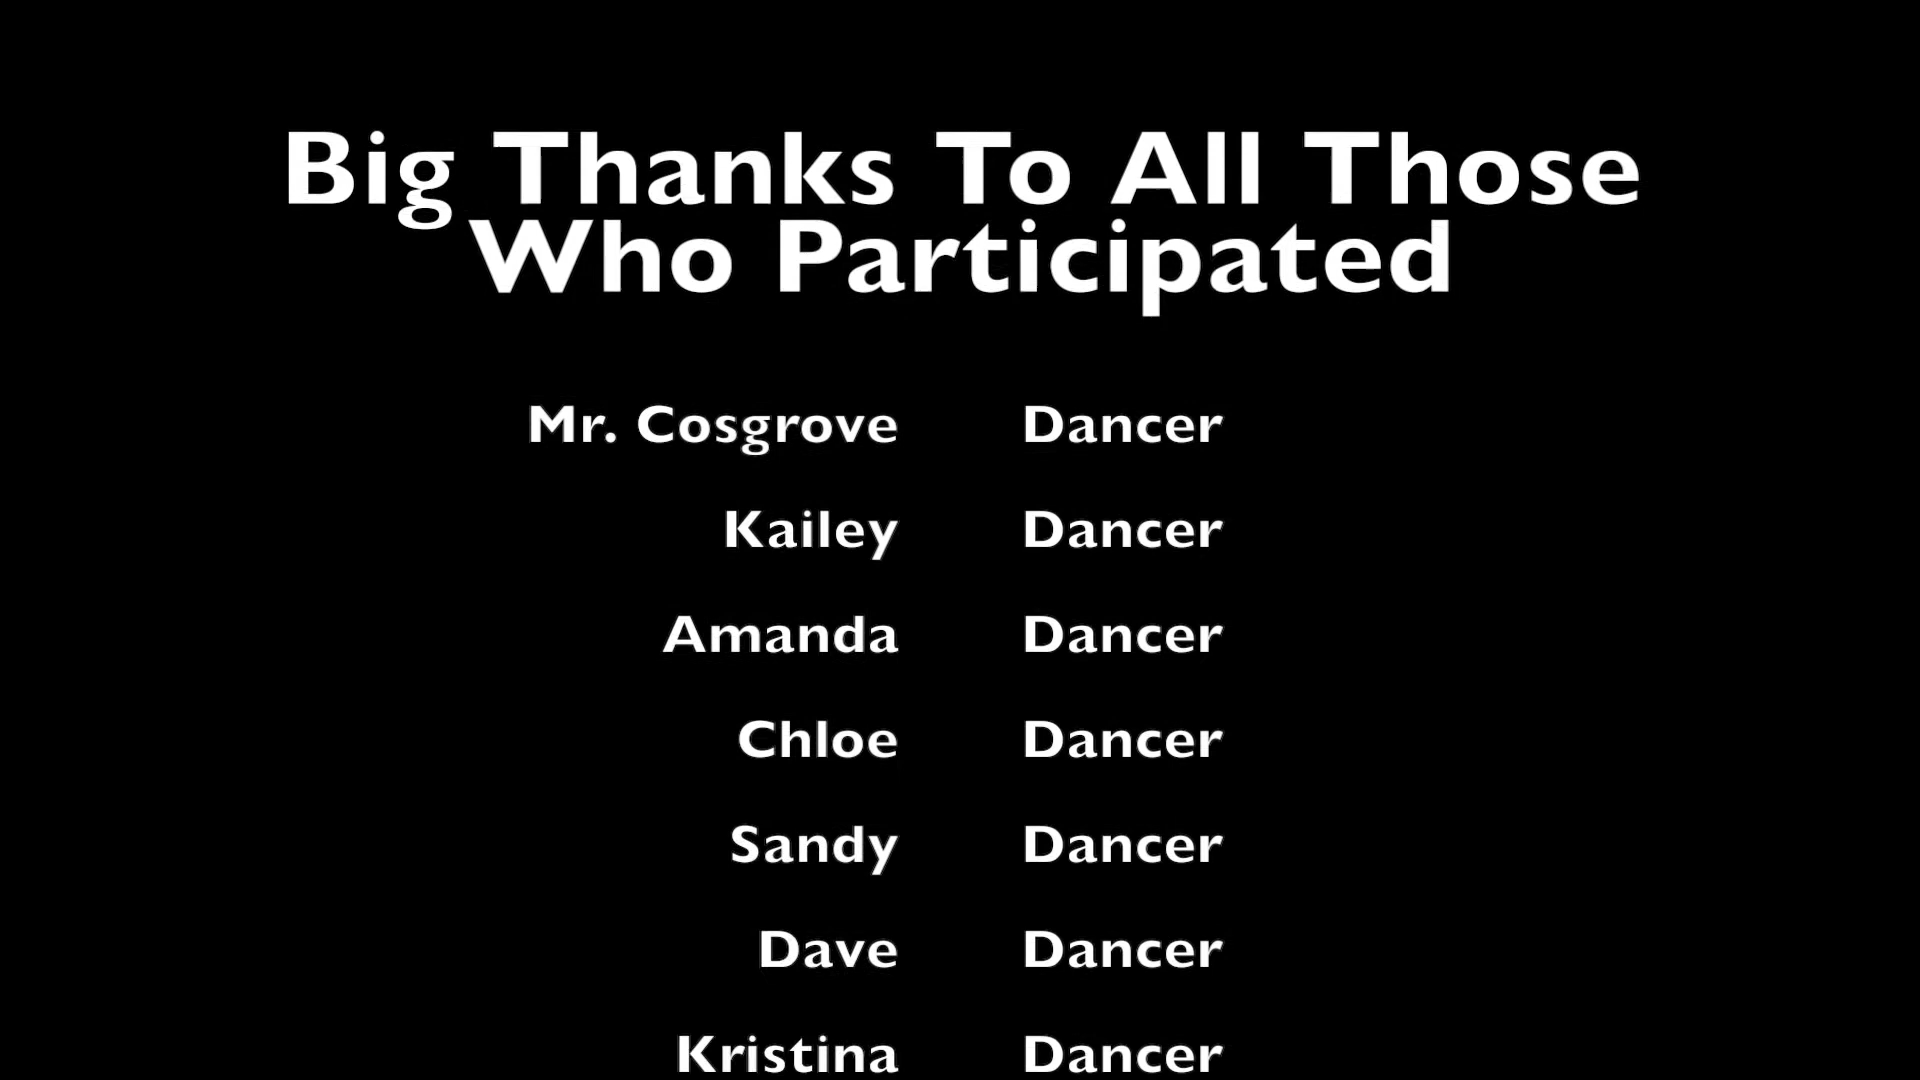 Big Thanks To All Those
Who Participated
Mr. Cosgrove Dancer
Kailey Dancer
Amanda Dancer
Chloe Dancer
Sandy Dancer
Dave Dancer
Kristina Dancer